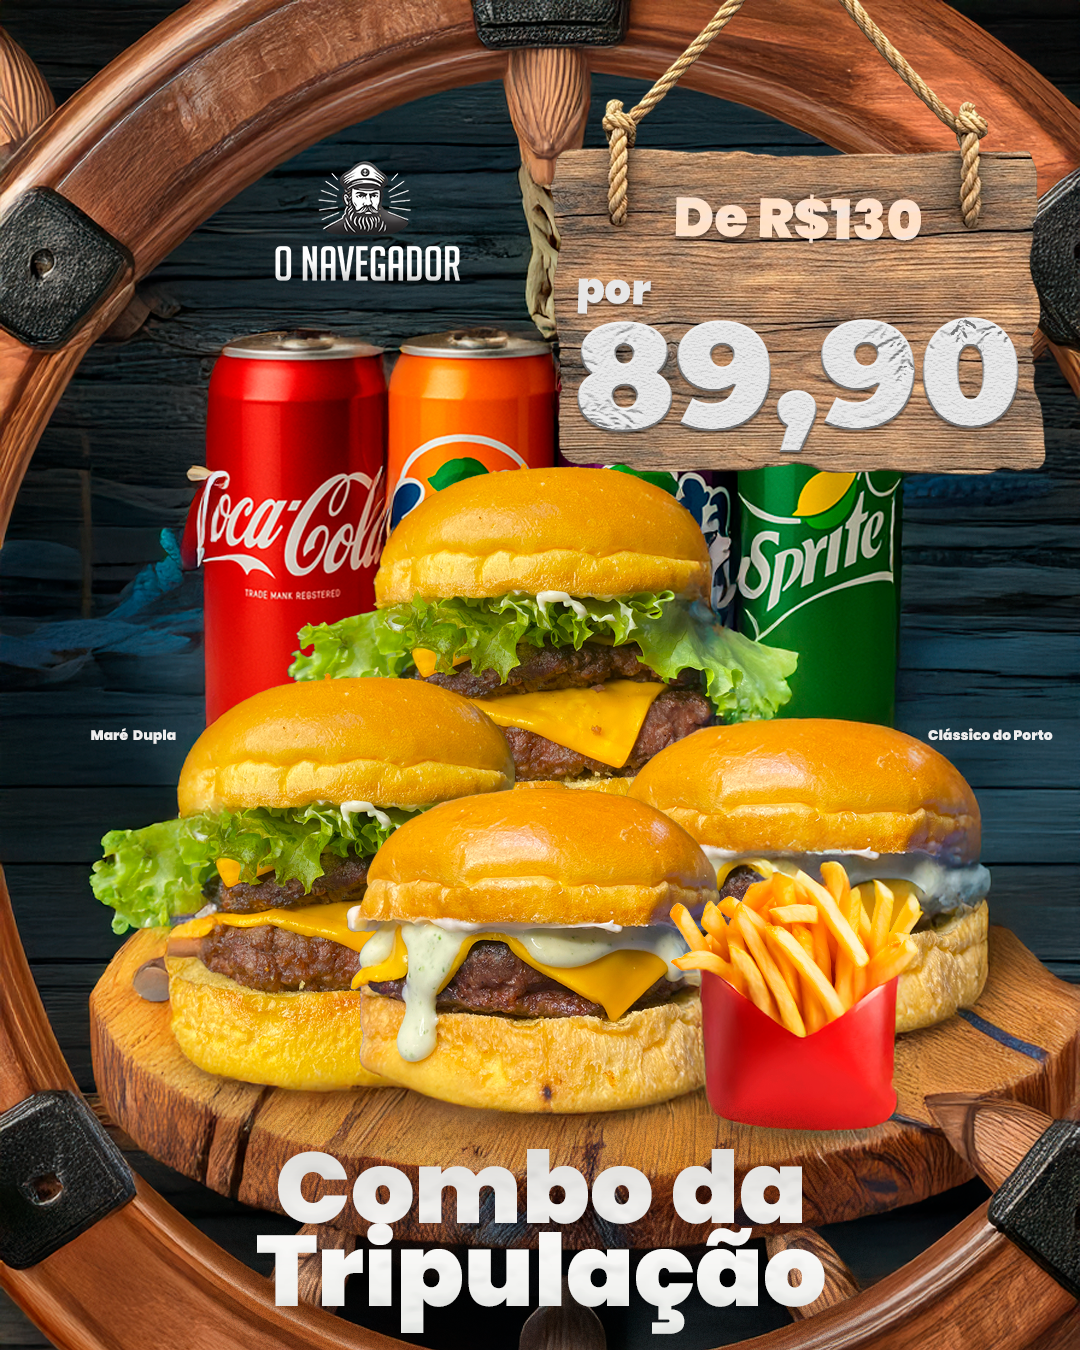 O NAVEGADOR
De R$130
por
89,90
Coca-Cola
TRADE MANK REGSTERED
Sprite
Maré Dupla
Clássico do Porto
Combo da
Tripulação